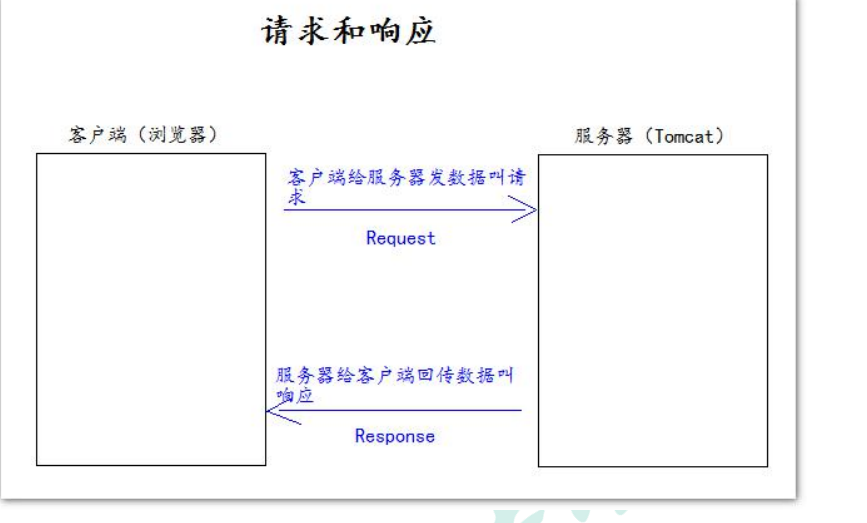 请求和响应
客户端（浏览器）
服务器（Tomcat）
客户端给服务器发数据叫请
求
Request
服务器给客户端回传数据叫
响应
Response